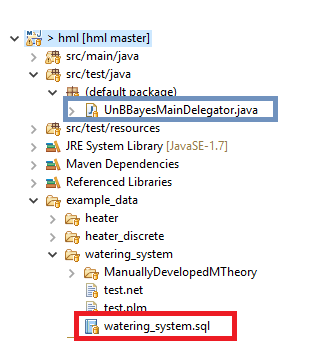 > hml [hml master]
src/main/java
src/test/java
(default package)
UnBBayesMainDelegator.java
src/test/resources
JRE System Library [JavaSE-1.7]
Maven Dependencies
Referenced Libraries
example_data
heater
heater_discrete
watering_system
ManuallyDevelopedMTheory
test.net
test.plm
watering_system.sql